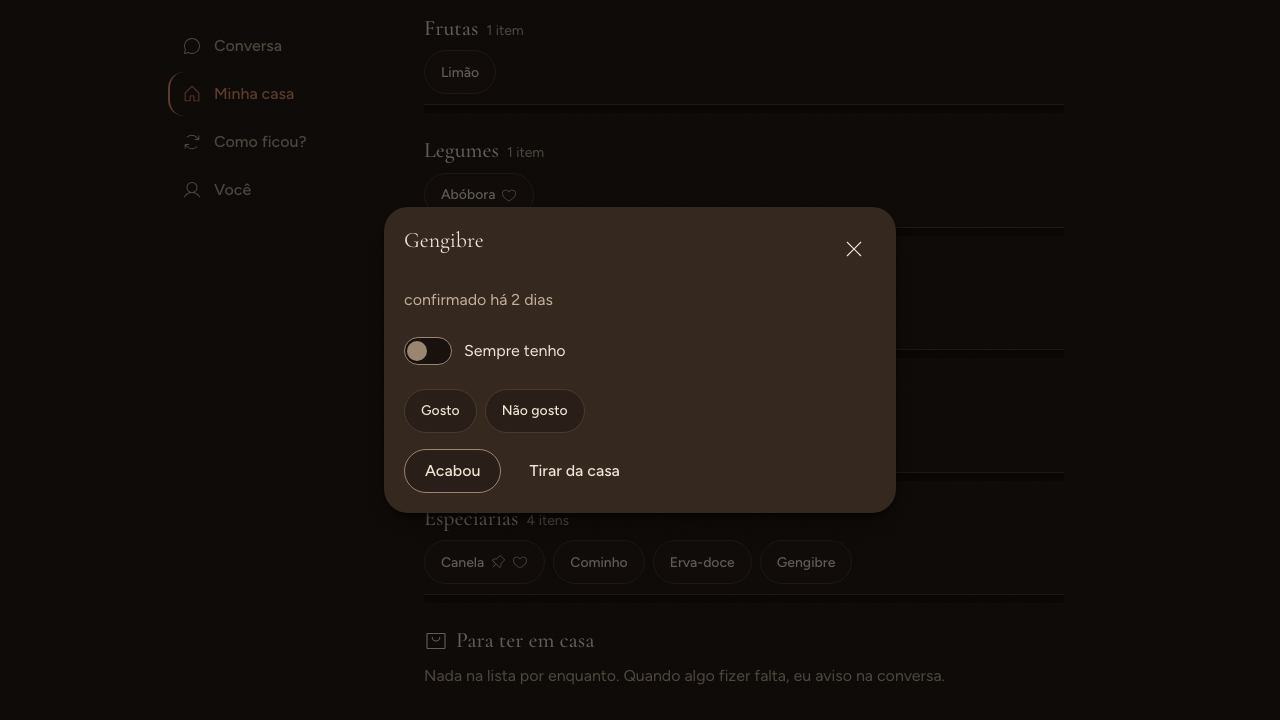 Conversa
Minha casa
Como ficou?
Você
Frutas 1 item
Limão
Legumes 1 item
Abóbora
Gengibre
confirmado há 2 dias
Sempre tenho
Gosto Não gosto
Acabou Tirar da casa
Especiarias 4 itens
Canela Cominho Erva-doce Gengibre
Para ter em casa
Nada na lista por enquanto. Quando algo fizer falta, eu aviso na conversa.